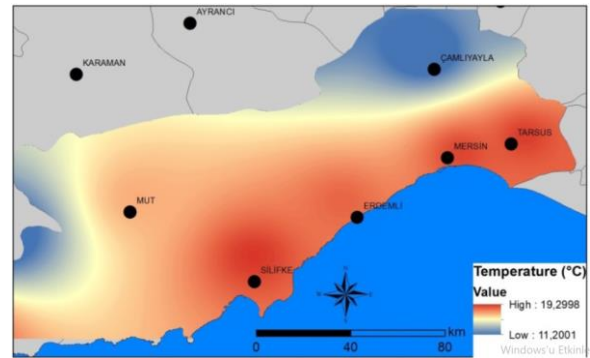 AYRANCI
KARAMAN
ÇAMLIYAYLA
TARSUS
MERSİN
MUT
ERDEMLİ
SİLİFKE
N
W
E
S
km
0 40 80
Temperature (°C)
Value
High : 19,2998
Low : 11,2001
Windows'u Etkinle